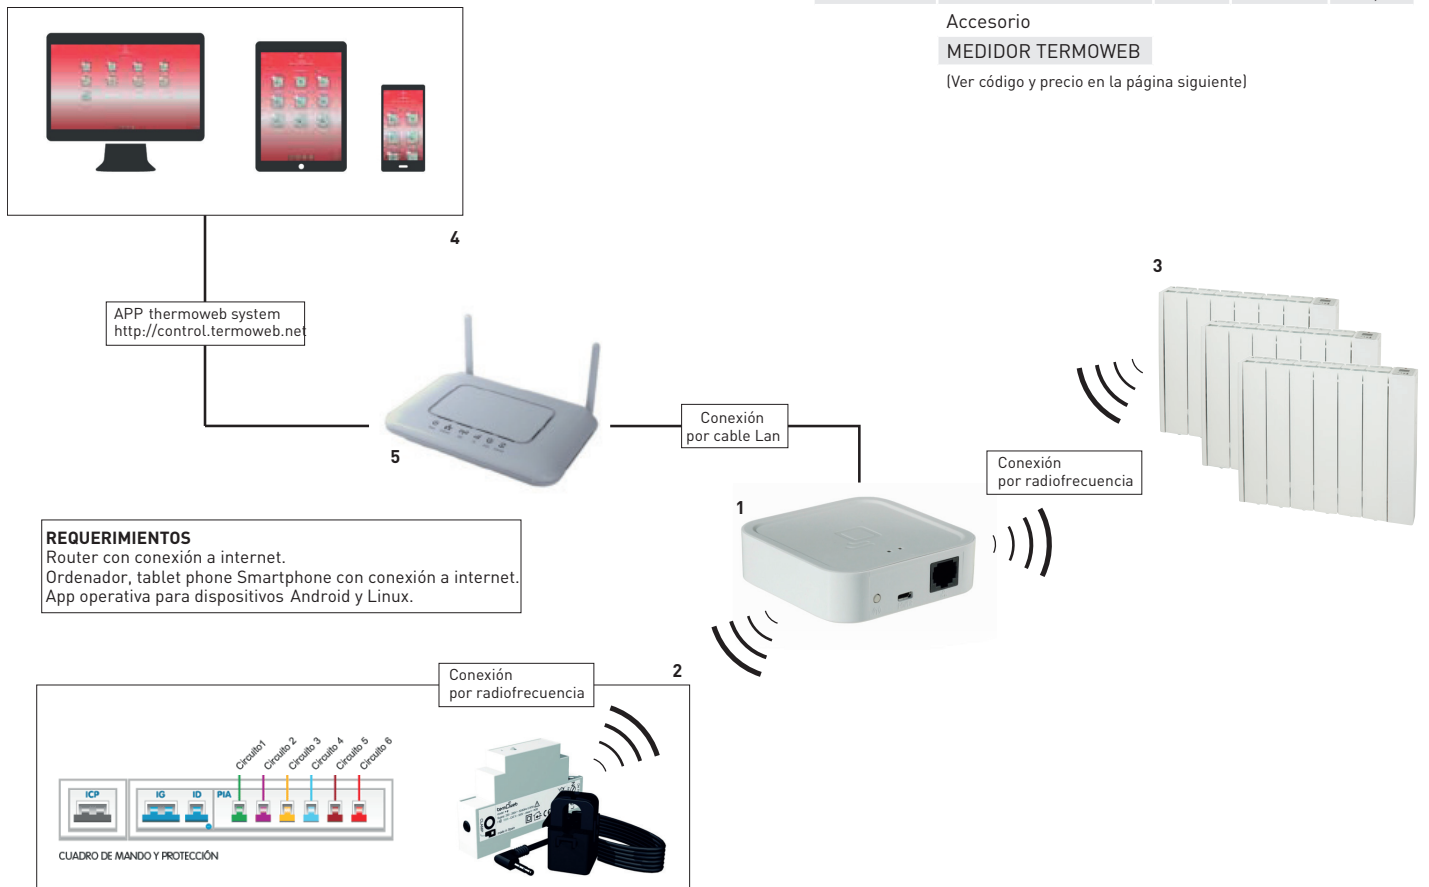 Accesorio
MEDIDOR TERMOWEB
(Ver código y precio en la página siguiente)
4
3
APP thermoweb system
http://control.termoweb.net
Conexión
por cable Lan
5
Conexión
por radiofrecuencia
1
REQUERIMIENTOS
Router con conexión a internet.
Ordenador, tablet phone Smartphone con conexión a internet.
App operativa para dispositivos Android y Linux.
2
Conexión
por radiofrecuencia
Circuito1
Circuito 2
Circuito 3
Circuito 4
Circuito 5
Circuito 6
ICP
IG
ID
PIA
CUADRO DE MANDO Y PROTECCIÓN